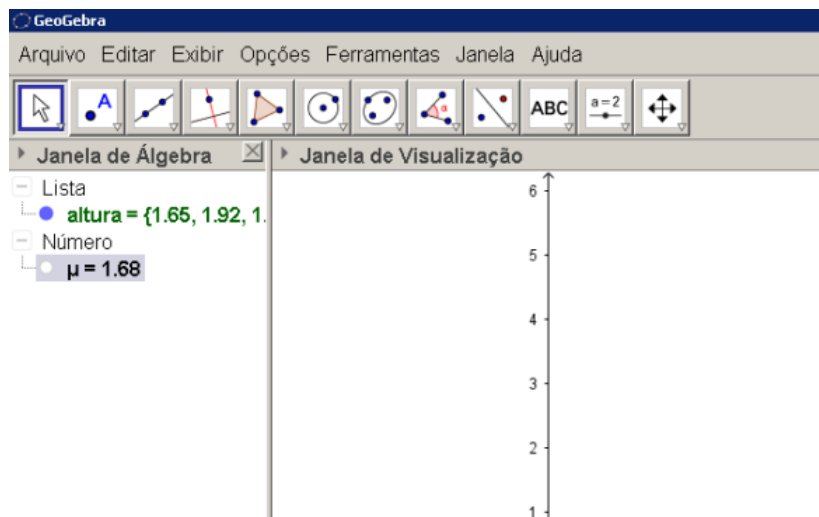 GeoGebra
Arquivo Editar Exibir Opções Ferramentas Janela Ajuda
A α ABC a=2
Janela de Álgebra
Janela de Visualização
Lista
altura = {1.65, 1.92, 1.
Número
μ = 1.68
6
5
4
3
2
1